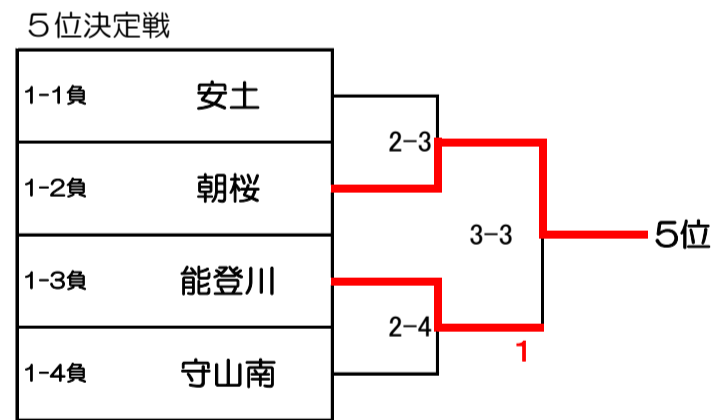 ５位決定戦
1-1負 安土
2-3
1-2負 朝桜
3-3 ５位
1-3負 能登川
2-4
1
1-4負 守山南